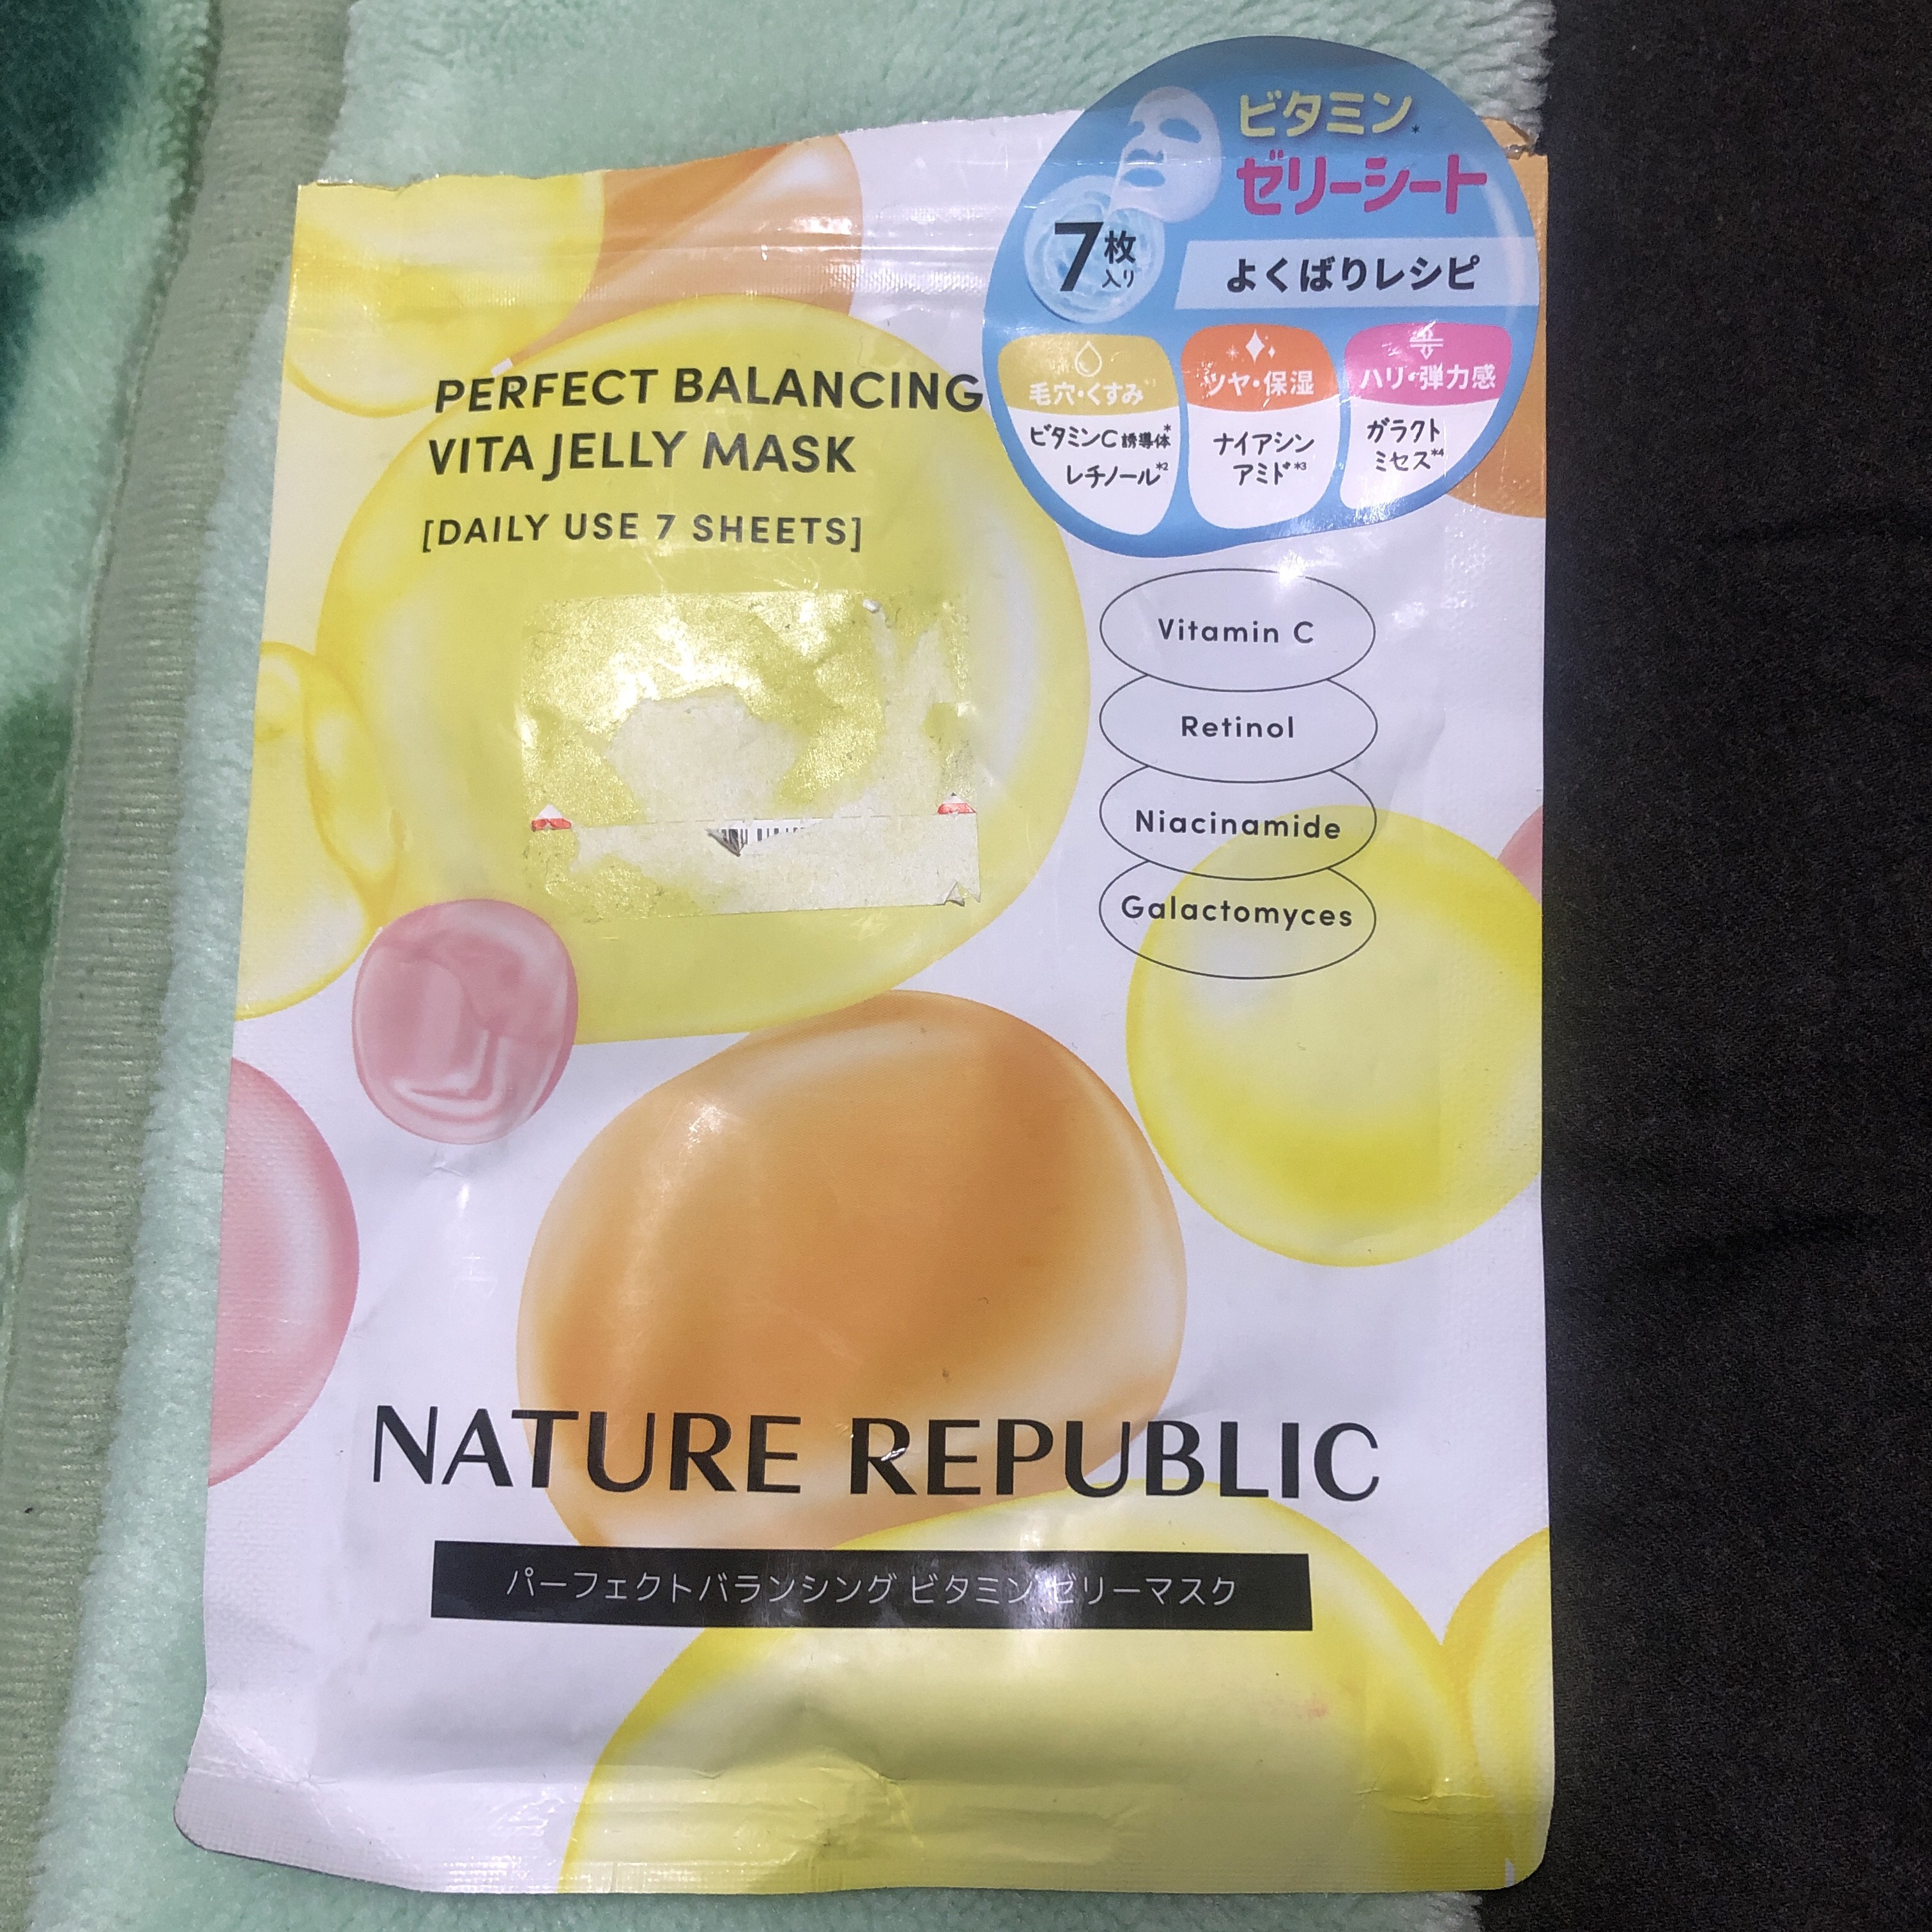 ビタミン*
ゼリーシート
7枚入り
よくばりレシピ
毛穴・くすみ*1
ビタミンC誘導体*
レチノール*2
ツヤ・保湿
ナイアシン
アミド*3
ハリ・弾力感
ガラクト
ミセス*4
PERFECT BALANCING
VITA JELLY MASK
[DAILY USE 7 SHEETS]
Vitamin C
Retinol
Niacinamide
Galactomyces
NATURE REPUBLIC
パーフェクトバランシング ビタミン ゼリーマスク